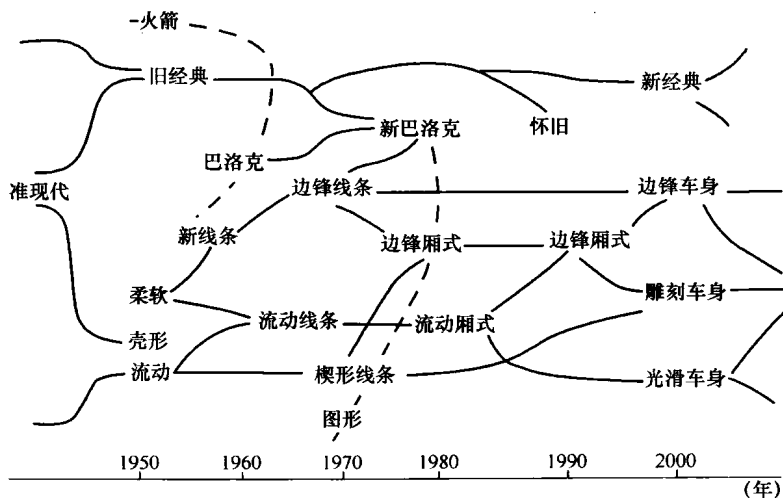 -火箭
旧经典
新经典
新巴洛克
怀旧
巴洛克
准现代
边锋线条
边锋车身
新线条
边锋厢式
边锋厢式
柔软
雕刻车身
流动线条
流动厢式
壳形
流动
楔形线条
光滑车身
图形
1950 1960 1970 1980 1990 2000
(年)